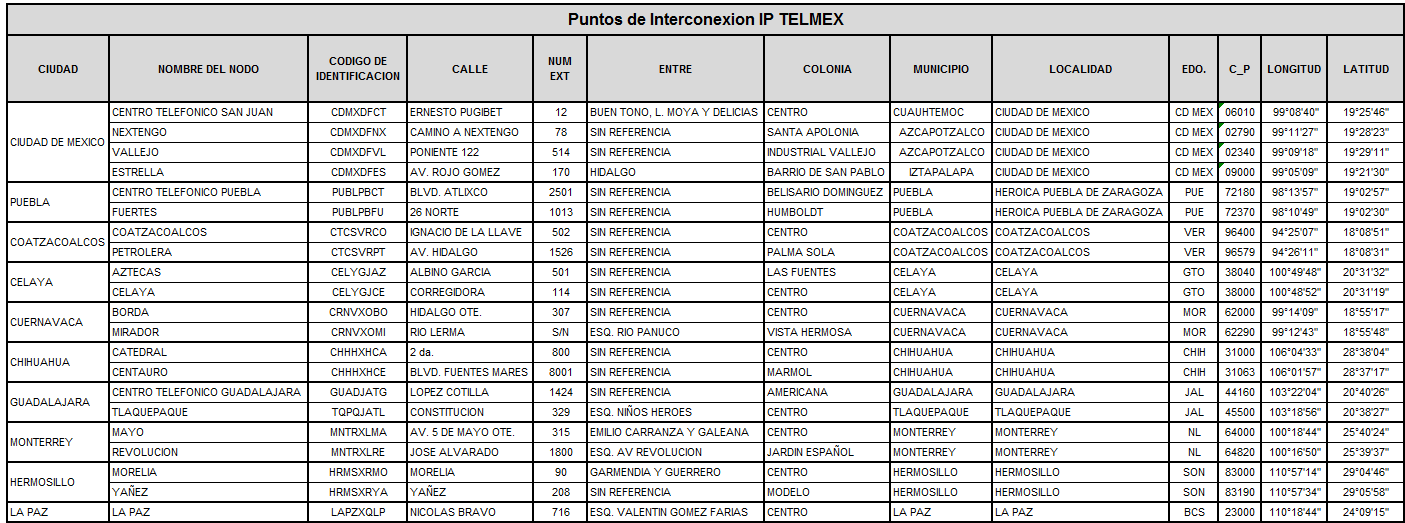 Puntos de Interconexion IP TELMEX
CIUDAD NOMBRE DEL NODO CODIGO DE IDENTIFICACION CALLE NUM EXT ENTRE COLONIA MUNICIPIO LOCALIDAD EDO. C_P LONGITUD LATITUD
CIUDAD DE MEXICO CENTRO TELEFONICO SAN JUAN CDMXDFCT ERNESTO PUGIBET 12 BUEN TONO, L. MOYA Y DELICIAS CENTRO CUAUHTEMOC CIUDAD DE MEXICO CD MEX 06010 99°08'40" 19°25'46"
NEXTENGO CDMXDFNX CAMINO A NEXTENGO 78 SIN REFERENCIA SANTA APOLONIA AZCAPOTZALCO CIUDAD DE MEXICO CD MEX 02790 99°11'27" 19°28'23"
VALLEJO CDMXDFVL PONIENTE 122 514 SIN REFERENCIA INDUSTRIAL VALLEJO AZCAPOTZALCO CIUDAD DE MEXICO CD MEX 02340 99°09'18" 19°29'11"
ESTRELLA CDMXDFES AV. ROJO GOMEZ 170 HIDALGO BARRIO DE SAN PABLO IZTAPALAPA CIUDAD DE MEXICO CD MEX 09000 99°05'09" 19°21'30"
PUEBLA CENTRO TELEFONICO PUEBLA PUBLPBCT BLVD. ATLIXCO 2501 SIN REFERENCIA BELISARIO DOMINGUEZ PUEBLA HEROICA PUEBLA DE ZARAGOZA PUE 72180 98°13'57" 19°02'57"
FUERTES PUBLPBFU 26 NORTE 1013 SIN REFERENCIA HUMBOLDT PUEBLA HEROICA PUEBLA DE ZARAGOZA PUE 72370 98°10'49" 19°02'30"
COATZACOALCOS COATZACOALCOS CTCSVRCO IGNACIO DE LA LLAVE 502 SIN REFERENCIA CENTRO COATZACOALCOS COATZACOALCOS VER 96400 94°25'07" 18°08'51"
PETROLERA CTCSVRPT AV. HIDALGO 1526 SIN REFERENCIA PALMA SOLA COATZACOALCOS COATZACOALCOS VER 96579 94°26'11" 18°08'31"
CELAYA AZTECAS CELYGJAZ ALBINO GARCIA 501 SIN REFERENCIA LAS FUENTES CELAYA CELAYA GTO 38040 100°49'48" 20°31'32"
CELAYA CELYGJCE CORREGIDORA 114 SIN REFERENCIA CENTRO CELAYA CELAYA GTO 38000 100°48'52" 20°31'19"
CUERNAVACA BORDA CRNVXOBO HIDALGO OTE. 307 SIN REFERENCIA CENTRO CUERNAVACA CUERNAVACA MOR 62000 99°14'09" 18°55'17"
MIRADOR CRNVXOMI RIO LERMA S/N ESQ. RIO PANUCO VISTA HERMOSA CUERNAVACA CUERNAVACA MOR 62290 99°12'43" 18°55'48"
CHIHUAHUA CATEDRAL CHHHXHCA 2 da. 800 SIN REFERENCIA CENTRO CHIHUAHUA CHIHUAHUA CHIH 31000 106°04'33" 28°38'04"
CENTAURO CHHHXHCE BLVD. FUENTES MARES 8001 SIN REFERENCIA MARMOL CHIHUAHUA CHIHUAHUA CHIH 31063 106°01'57" 28°37'17"
GUADALAJARA CENTRO TELEFONICO GUADALAJARA GUADJATG LOPEZ COTILLA 1424 SIN REFERENCIA AMERICANA GUADALAJARA GUADALAJARA JAL 44160 103°22'04" 20°40'26"
TLAQUEPAQUE TQPQJATL CONSTITUCION 329 ESQ. NIÑOS HEROES CENTRO TLAQUEPAQUE TLAQUEPAQUE JAL 45500 103°18'56" 20°38'27"
MONTERREY MAYO MNTRXLMA AV. 5 DE MAYO OTE. 315 EMILIO CARRANZA Y GALEANA CENTRO MONTERREY MONTERREY NL 64000 100°18'44" 25°40'24"
REVOLUCION MNTRXLRE JOSE ALVARADO 1800 ESQ. AV REVOLUCION JARDIN ESPAÑOL MONTERREY MONTERREY NL 64820 100°16'50" 25°39'37"
HERMOSILLO MORELIA HRMSXRMO MORELIA 90 GARMENDIA Y GUERRERO CENTRO HERMOSILLO HERMOSILLO SON 83000 110°57'14" 29°04'46"
YAÑEZ HRMSXRYA YAÑEZ 208 SIN REFERENCIA MODELO HERMOSILLO HERMOSILLO SON 83190 110°57'34" 29°05'58"
LA PAZ LA PAZ LAPZXQLP NICOLAS BRAVO 716 ESQ. VALENTIN GOMEZ FARIAS CENTRO LA PAZ LA PAZ BCS 23000 110°18'44" 24°09'15"